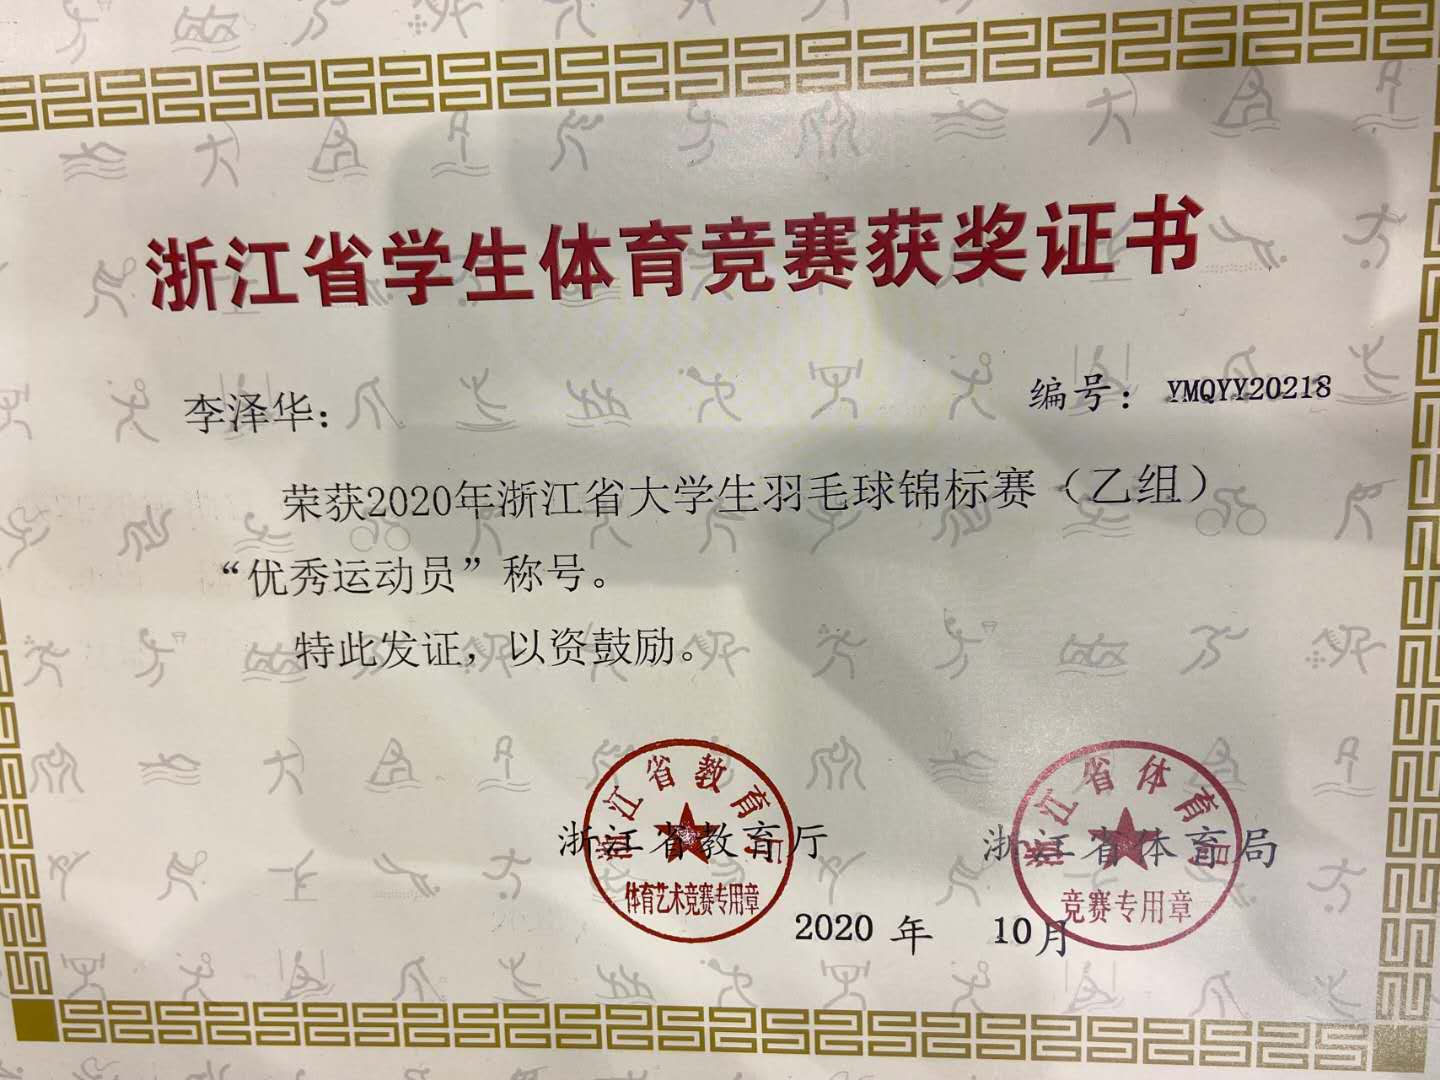 浙江省学生体育竞赛获奖证书
李泽华：
编号：YMQYY20218
荣获2020年浙江省大学生羽毛球锦标赛（乙组）
“优秀运动员”称号。
特此发证，以资鼓励。
浙江省教育厅
浙江省教育厅
体育艺术竞赛专用章
浙江省体育局
浙江省体育局
竞赛专用章
2020 年 10月